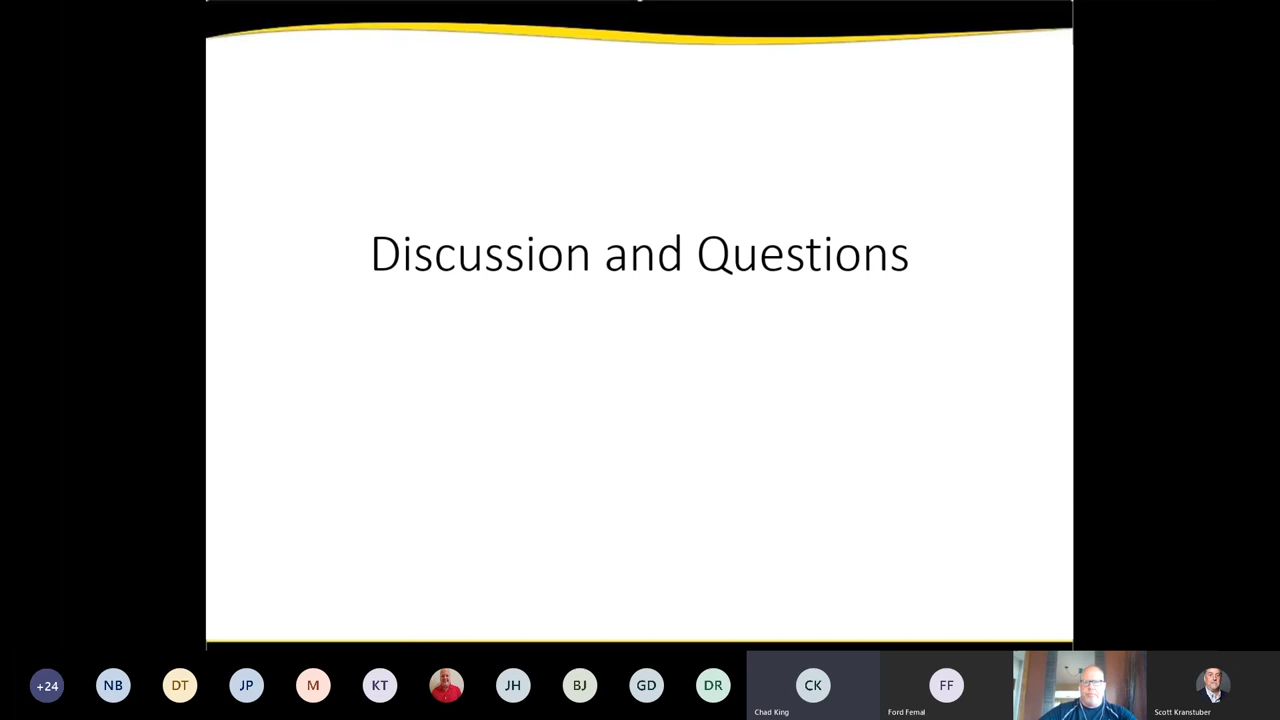 Discussion and Questions
+24
NB
DT
JP
M
KT
JH
BJ
GD
DR
CK
FF
Chad King
Ford Femal
Scott Kranstuber